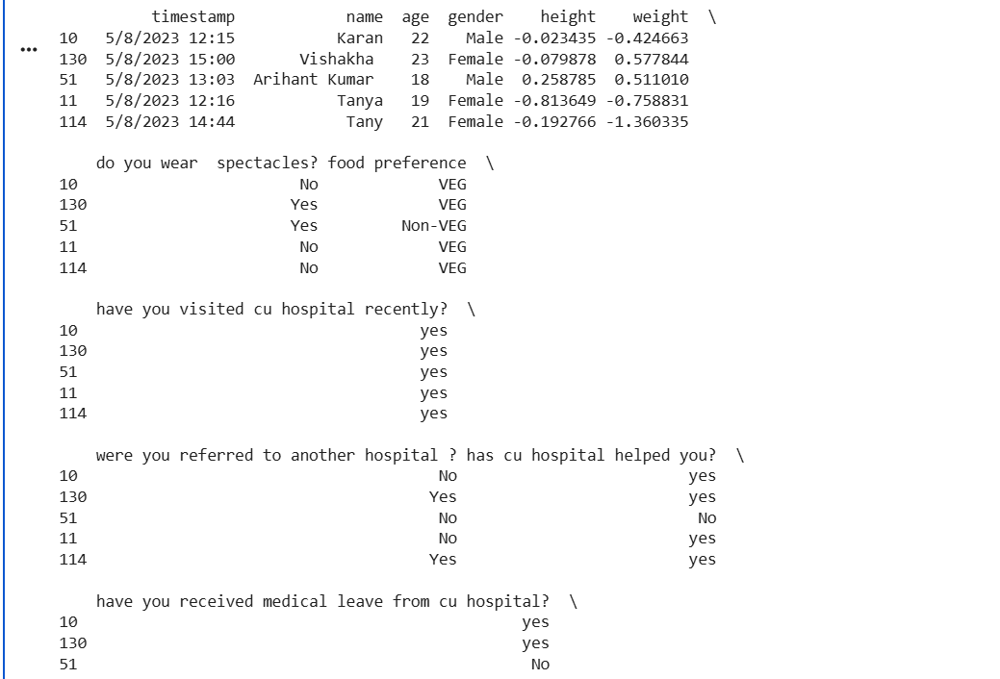 timestamp name age gender height weight \
10 5/8/2023 12:15 Karan 22 Male -0.023435 -0.424663
130 5/8/2023 15:00 Vishakha 23 Female -0.079878 0.577844
51 5/8/2023 13:03 Arihant Kumar 18 Male 0.258785 0.511010
11 5/8/2023 12:16 Tanya 19 Female -0.813649 -0.758831
114 5/8/2023 14:44 Tany 21 Female -0.192766 -1.360335
do you wear  spectacles? food preference \
10 No VEG
130 Yes VEG
51 Yes Non-VEG
11 No VEG
114 No VEG
have you visited cu hospital recently? \
10 yes
130 yes
51 yes
11 yes
114 yes
were you referred to another hospital ? has cu hospital helped you? \
10 No yes
130 Yes yes
51 No No
11 No yes
114 Yes yes
have you received medical leave from cu hospital? \
10 yes
130 yes
51 No